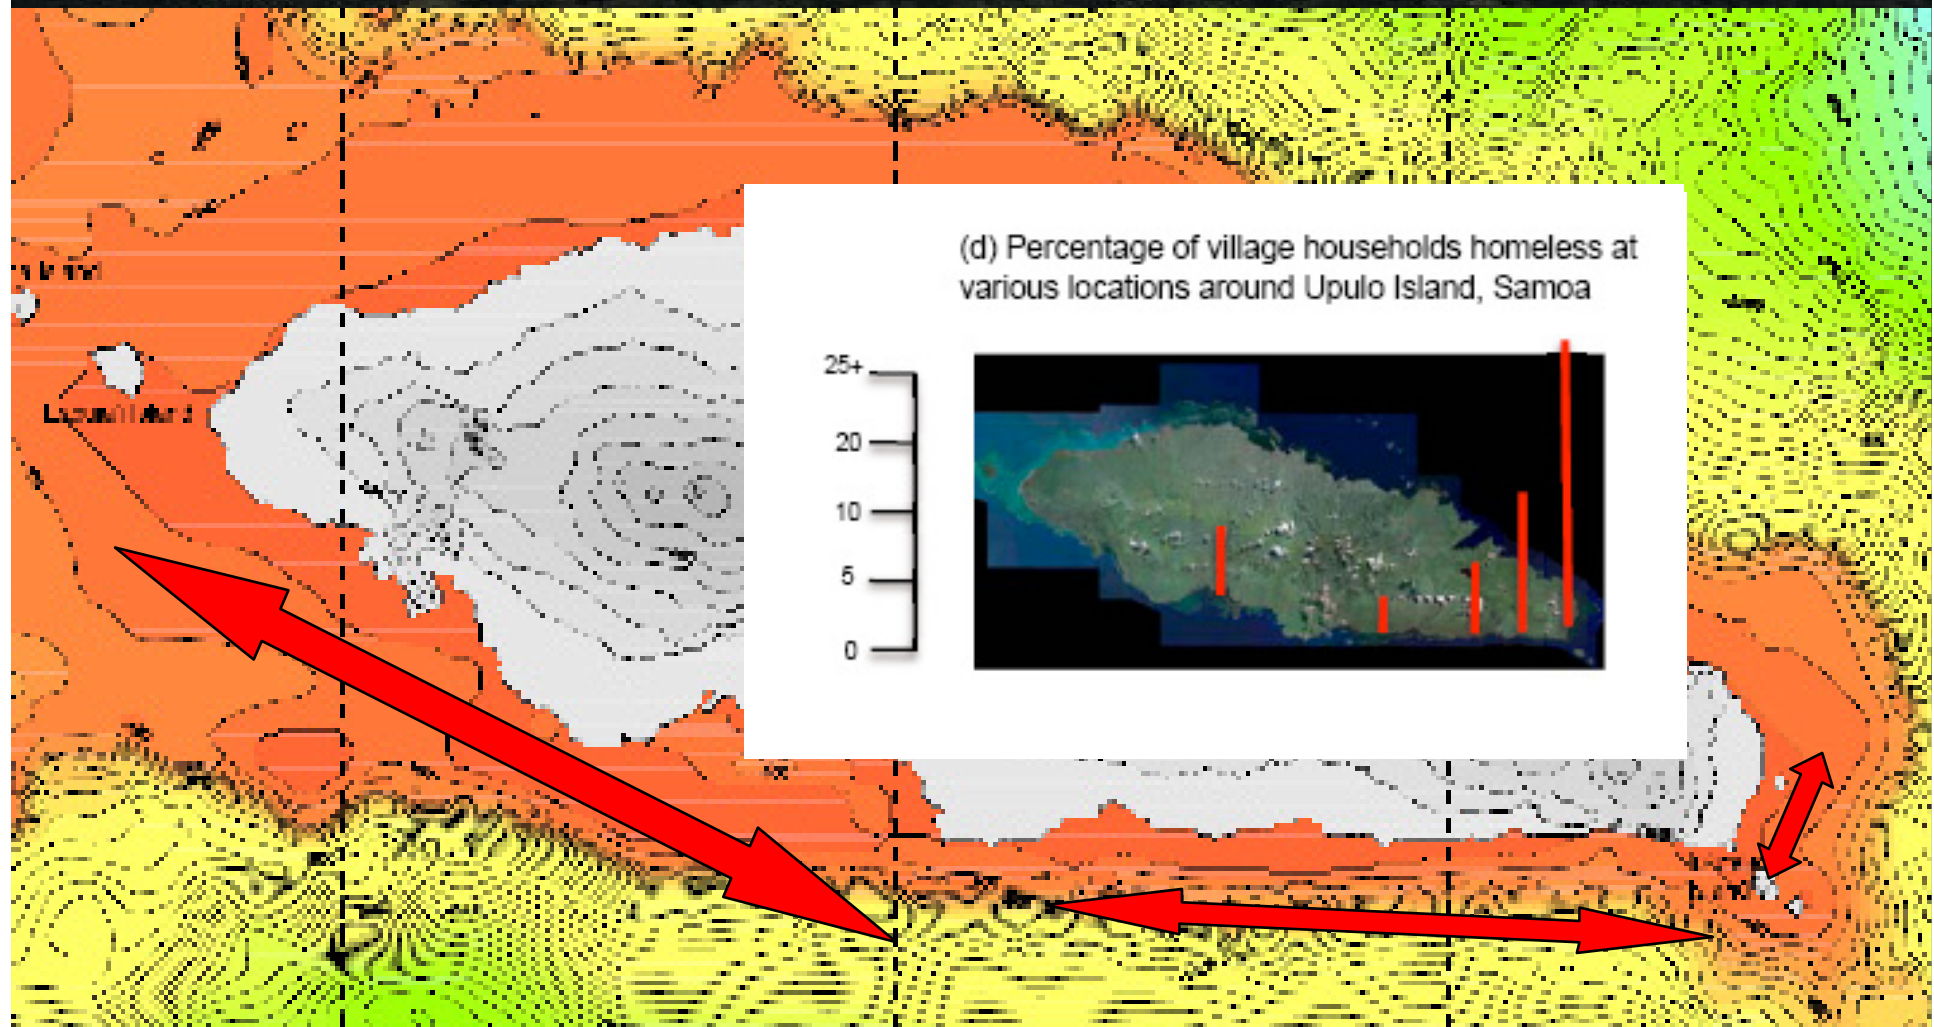 (d) Percentage of village households homeless at
various locations around Upulo Island, Samoa
25+
20
10
5
0